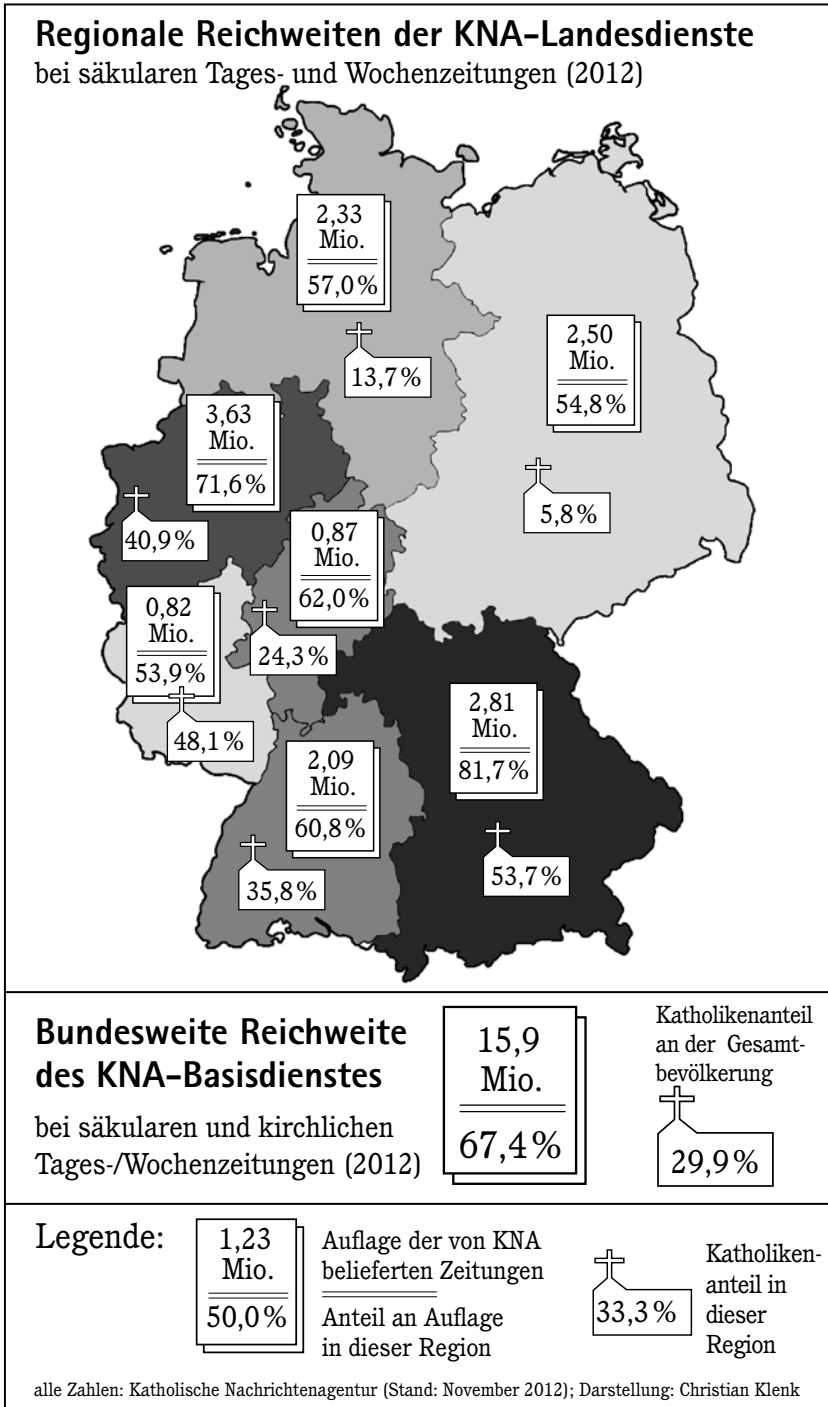 Regionale Reichweiten der KNA-Landesdienste
bei säkularen Tages- und Wochenzeitungen (2012)
2,33
Mio.
57,0%
13,7%
2,50
Mio.
54,8%
5,8%
3,63
Mio.
71,6%
40,9%
0,87
Mio.
62,0%
24,3%
0,82
Mio.
53,9%
48,1%
2,81
Mio.
81,7%
53,7%
2,09
Mio.
60,8%
35,8%
Bundesweite Reichweite
des KNA-Basisdienstes
bei säkularen und kirchlichen
Tages-/Wochenzeitungen (2012)
15,9
Mio.
67,4%
Katholikenanteil
an der Gesamt-
bevölkerung
29,9%
Legende:
1,23
Mio.
50,0%
Auflage der von KNA
belieferten Zeitungen
Anteil an Auflage
in dieser Region
33,3%
Katholiken-
anteil in
dieser
Region
alle Zahlen: Katholische Nachrichtenagentur (Stand: November 2012); Darstellung: Christian Klenk